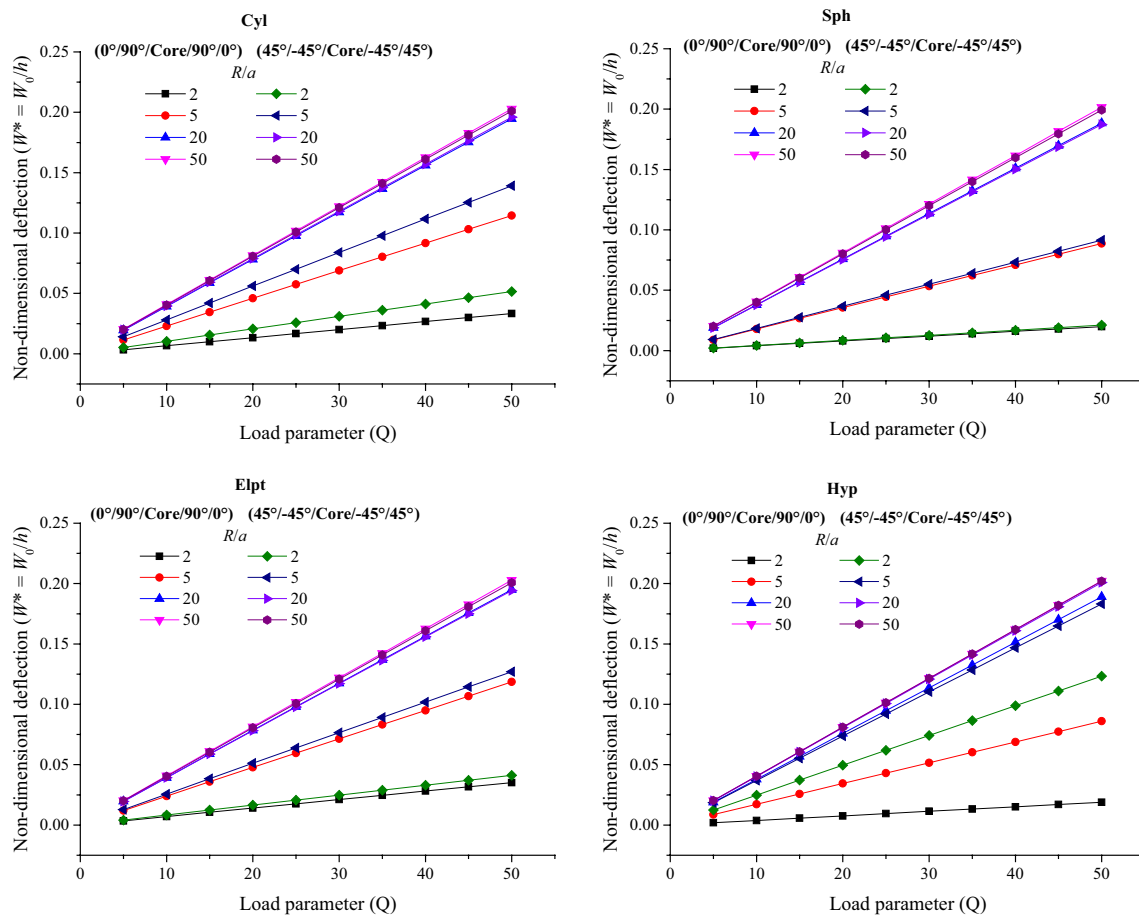 Cyl
(0°/90°/Core/90°/0°) (45°/-45°/Core/-45°/45°)
R/a
2 2
5 5
20 20
50 50
0.25
0.20
0.15
0.10
0.05
0.00
Non-dimensional deflection (W* = W0/h)
0 10 20 30 40 50
Load parameter (Q)
Sph
(0°/90°/Core/90°/0°) (45°/-45°/Core/-45°/45°)
R/a
2 2
5 5
20 20
50 50
0.25
0.20
0.15
0.10
0.05
0.00
Non-dimensional deflection (W* = W0/h)
0 10 20 30 40 50
Load parameter (Q)
Elpt
(0°/90°/Core/90°/0°) (45°/-45°/Core/-45°/45°)
R/a
2 2
5 5
20 20
50 50
0.25
0.20
0.15
0.10
0.05
0.00
Non-dimensional deflection (W* = W0/h)
0 10 20 30 40 50
Load parameter (Q)
Hyp
(0°/90°/Core/90°/0°) (45°/-45°/Core/-45°/45°)
R/a
2 2
5 5
20 20
50 50
0.25
0.20
0.15
0.10
0.05
0.00
Non-dimensional deflection (W* = W0/h)
0 10 20 30 40 50
Load parameter (Q)